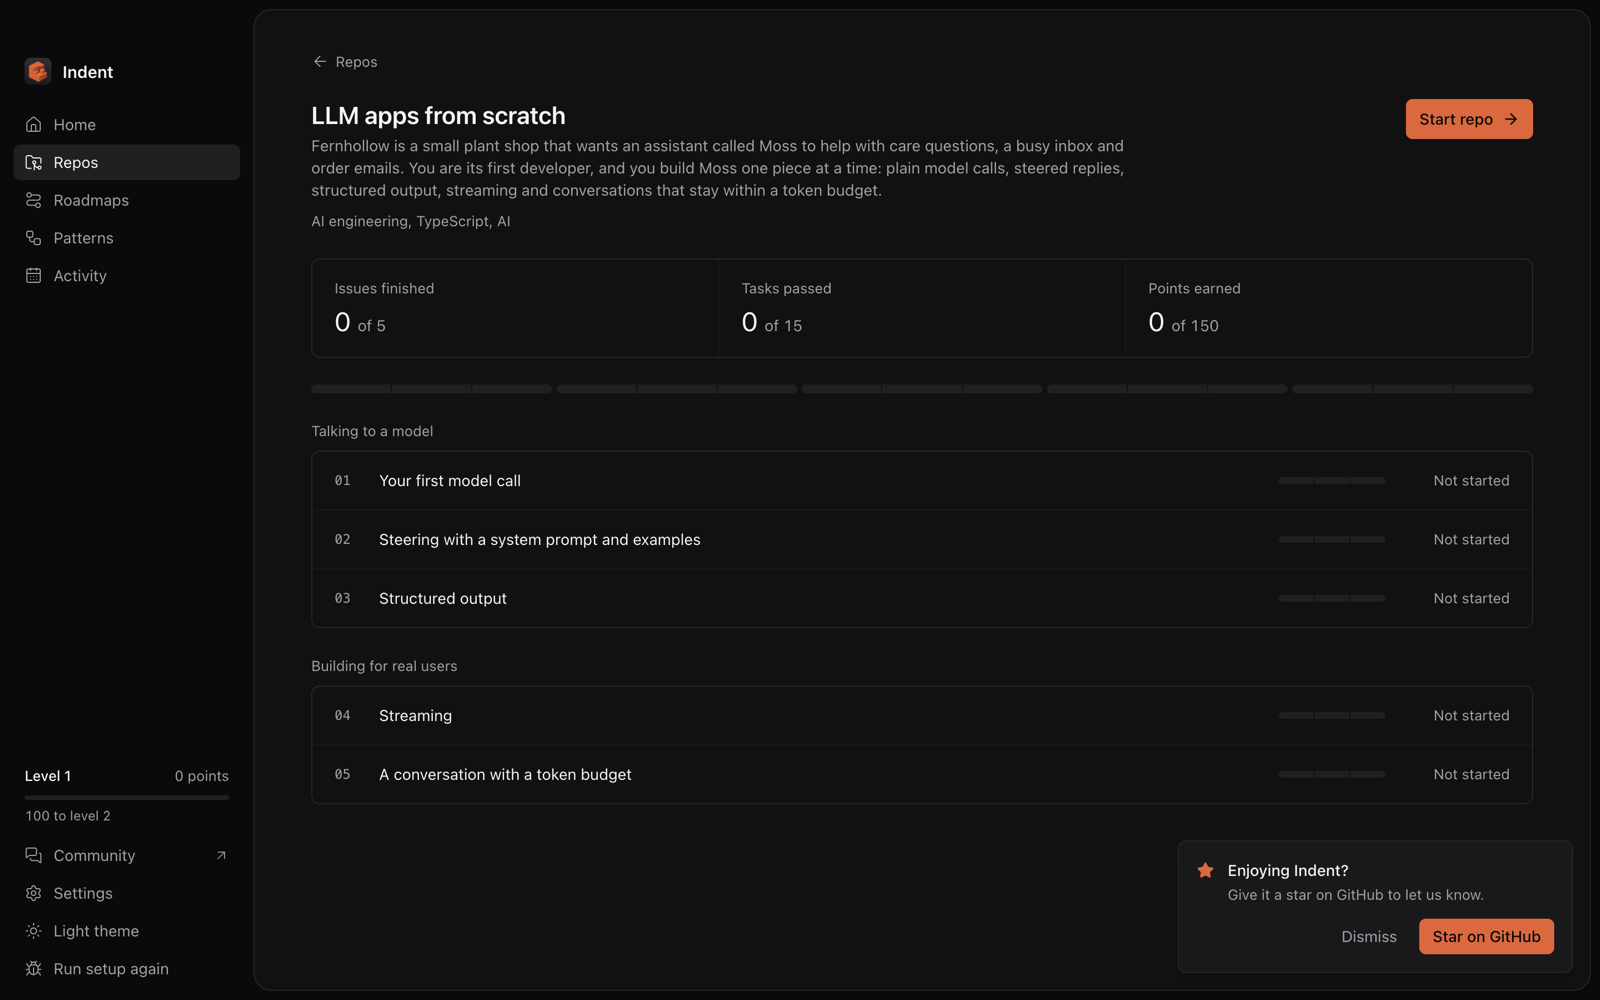 Indent
Home
Repos
Roadmaps
Patterns
Activity
Level 1
0 points
100 to level 2
Community
Settings
Light theme
Run setup again
Repos
LLM apps from scratch
Start repo
Fernhollow is a small plant shop that wants an assistant called Moss to help with care questions, a busy inbox and
order emails. You are its first developer, and you build Moss one piece at a time: plain model calls, steered replies,
structured output, streaming and conversations that stay within a token budget.
AI engineering, TypeScript, AI
Issues finished
0 of 5
Tasks passed
0 of 15
Points earned
0 of 150
Talking to a model
01 Your first model call Not started
02 Steering with a system prompt and examples Not started
03 Structured output Not started
Building for real users
04 Streaming Not started
05 A conversation with a token budget Not started
Enjoying Indent?
Give it a star on GitHub to let us know.
Dismiss
Star on GitHub